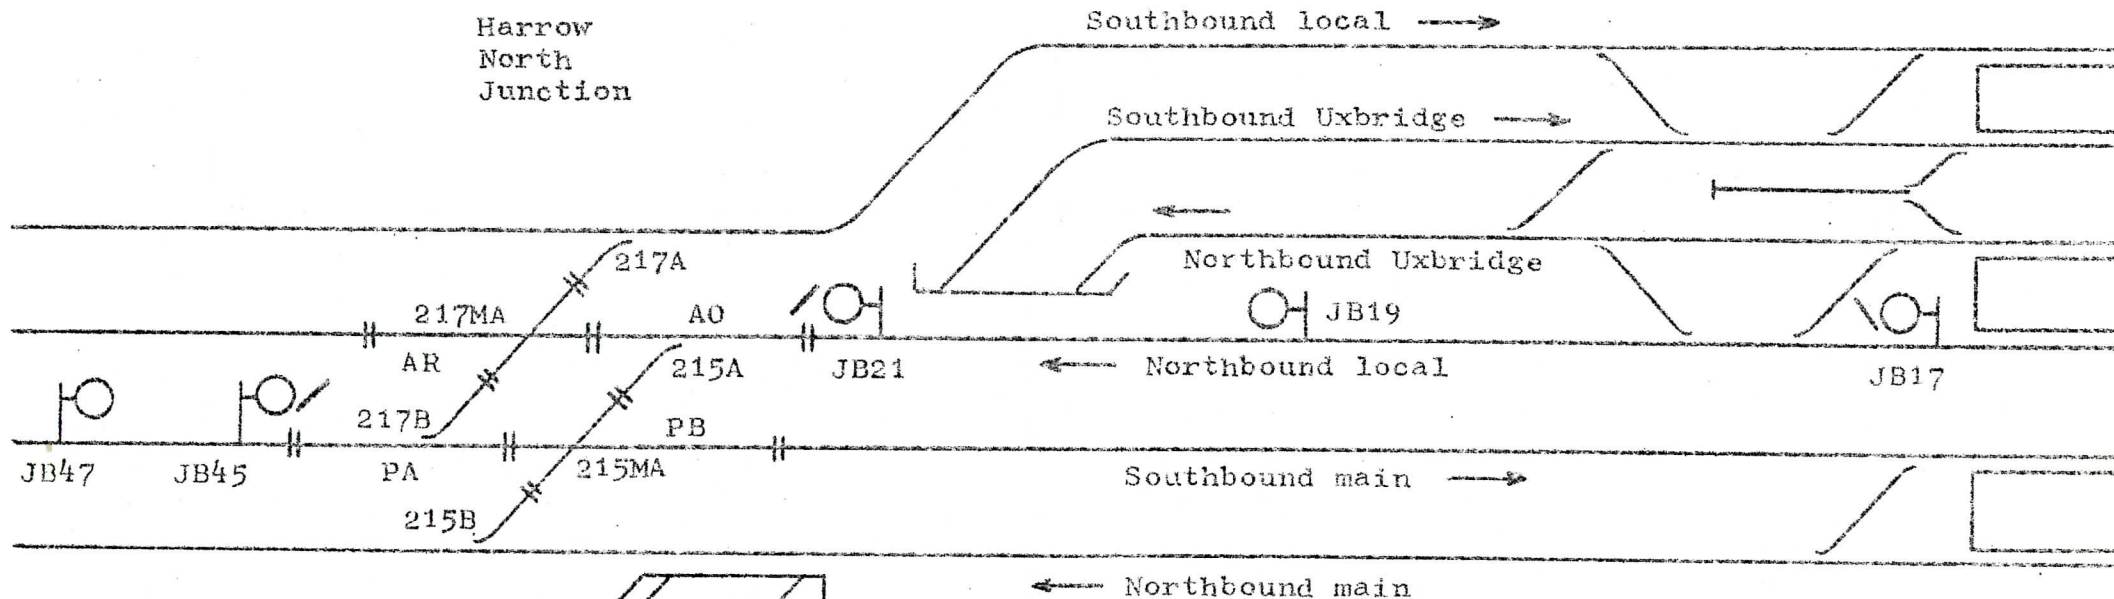 Harrow
North
Junction
Southbound local
Southbound Uxbridge
Northbound Uxbridge
217A
217MA
AO
JB19
AR
215A
JB21
Northbound local
JB17
217B
PB
JB47
JB45
PA
215MA
Southbound main
215B
Northbound main